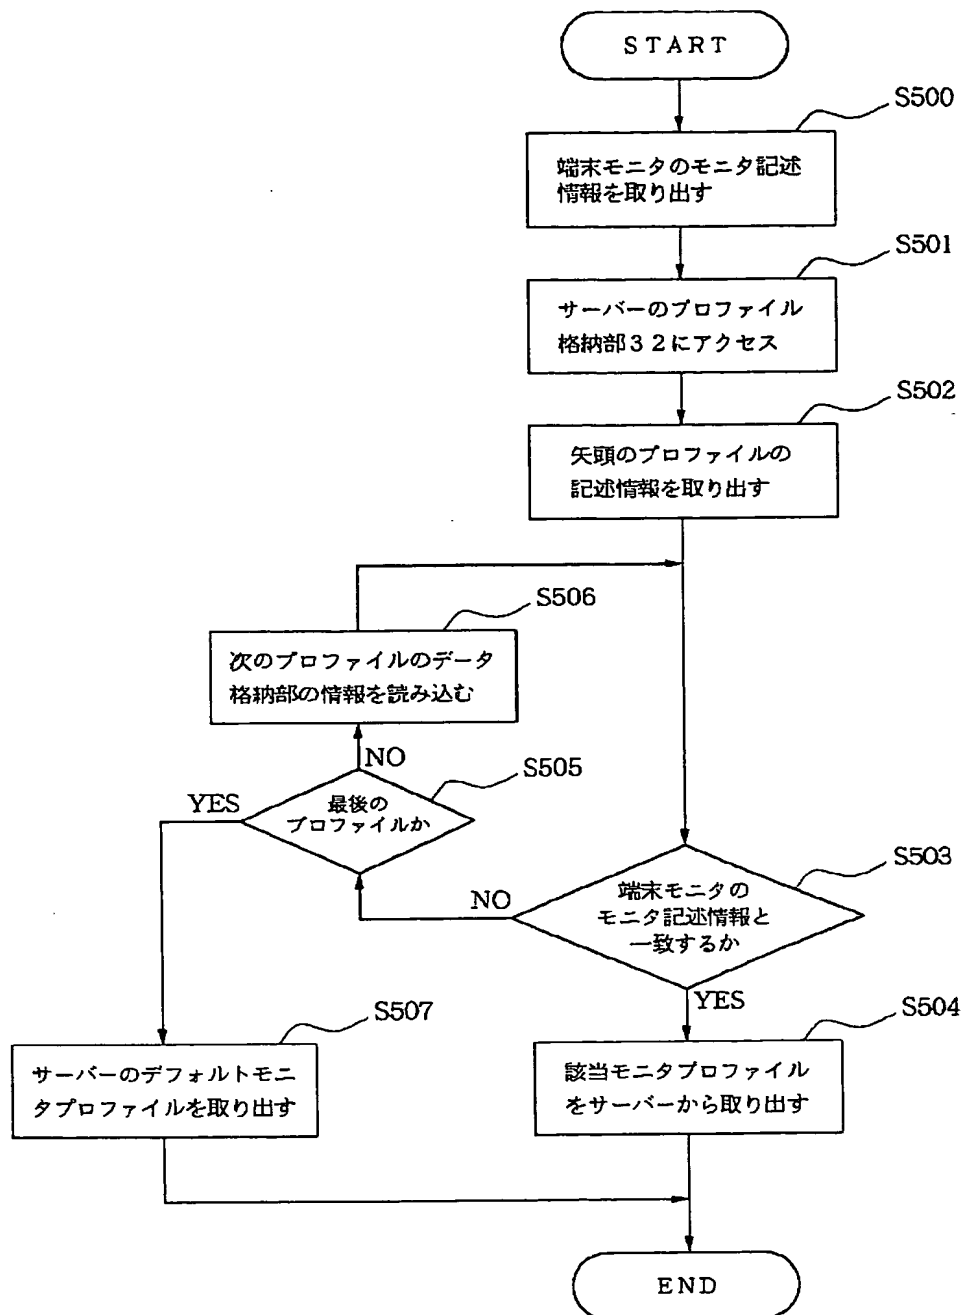 START
S500
端末モニタのモニタ記述
情報を取り出す
S501
サーバーのプロファイル
格納部32にアクセス
S502
矢頭のプロファイルの
記述情報を取り出す
S506
次のプロファイルのデータ
格納部の情報を読み込む
NO
S505
YES
最後の
プロファイルか
S503
NO
端末モニタの
モニタ記述情報と
一致するか
YES
S507
S504
サーバーのデフォルトモニ
タプロファイルを取り出す
該当モニタプロファイル
をサーバーから取り出す
END